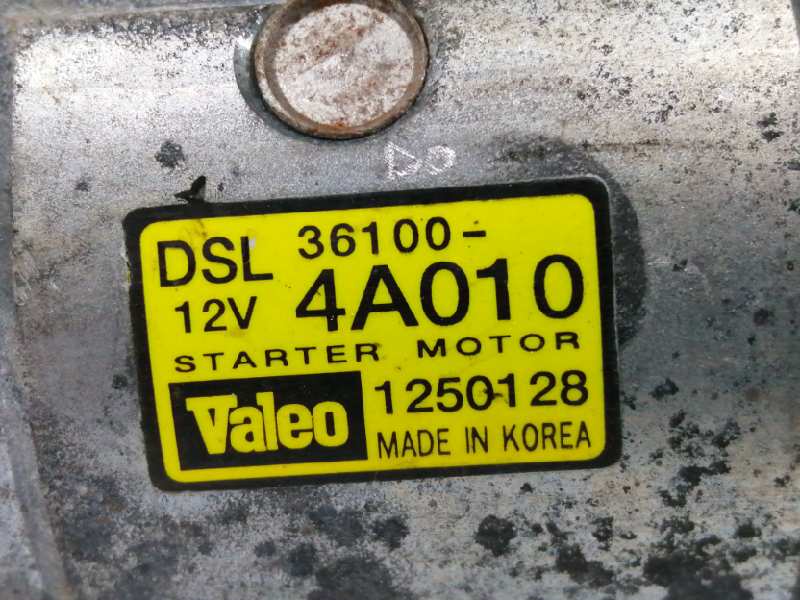 DSL 36100-
12V 4A010
STARTER MOTOR
Valeo 1250128
MADE IN KOREA